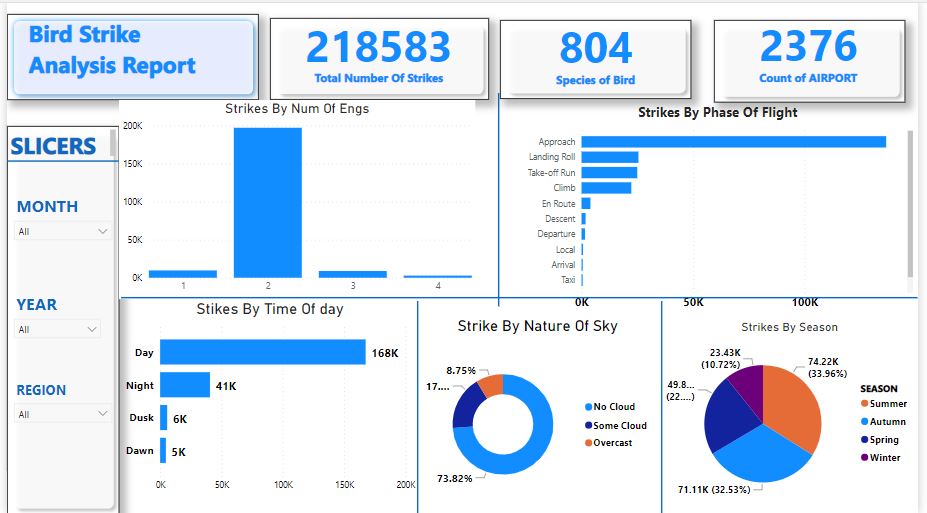 Bird Strike
Analysis Report
218583
Total Number Of Strikes
804
Species of Bird
2376
Count of AIRPORT
SLICERS
MONTH
All
YEAR
All
REGION
All
Strikes By Num Of Engs
200K
150K
100K
50K
0K
1 2 3 4
Strikes By Phase Of Flight
Approach
Landing Roll
Take-off Run
Climb
En Route
Descent
Departure
Local
Arrival
Taxi
0K 50K 100K
Stikes By Time Of day
Day 168K
Night 41K
Dusk 6K
Dawn 5K
0K 50K 100K 150K 200K
Strike By Nature Of Sky
8.75%
17....
73.82%
No Cloud
Some Cloud
Overcast
Strikes By Season
23.43K
(10.72%)
74.22K
(33.96%)
49.8...
(22....)
71.11K (32.53%)
SEASON
Summer
Autumn
Spring
Winter